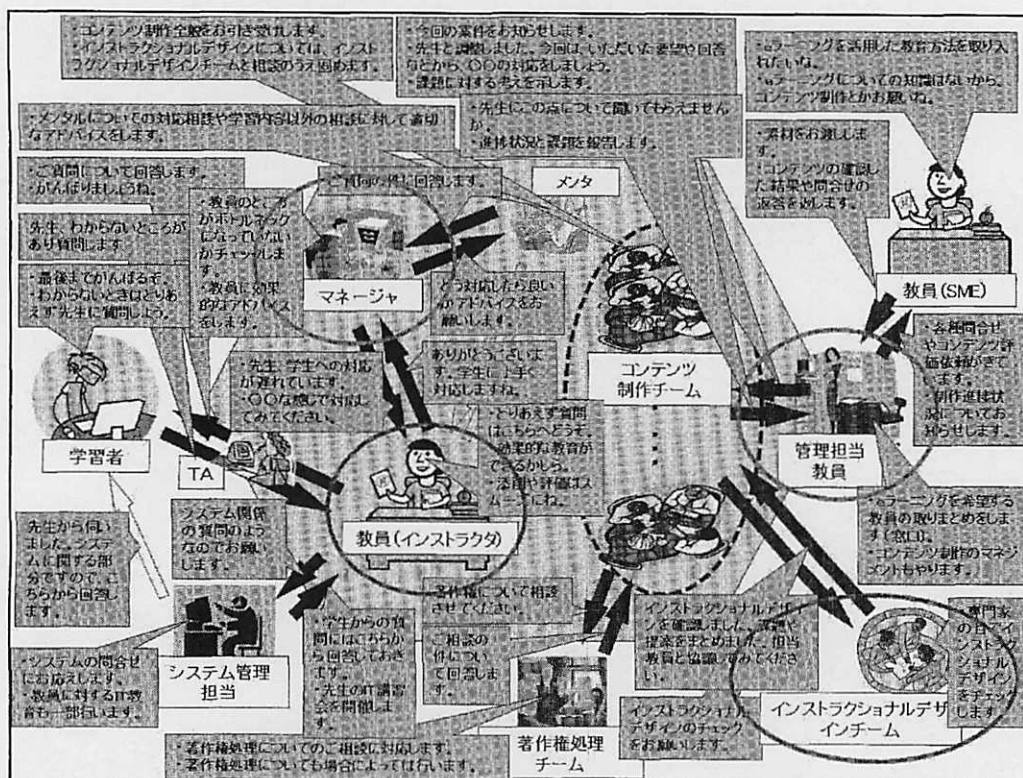 ・コンテンツ制作全般をお引き受けします。
・インストラクショナルデザインについては、インスト
ラクショナルデザインチームと相談のうえ固めます。
・今回の案件をお知らせします。
・先生と調整しました。今回は、いただいた要望や回答
などから、〇〇の対応をしましょう。
・課題に対する考えを示します。
・eラーニングを活用した教育方法を取り入
れたいな。
・eラーニングについての知識はないから、
コンテンツ制作とかお願いね。
・メンタルについての対応相談や学習内容以外の相談に対して適切
なアドバイスをします。
・先生にこの点について聞いてもらえません
か。
・進捗状況と課題を報告します。
・素材をお渡ししま
す。
・コンテンツの確認し
た結果や問合せの
返答を返します。
・ご質問について回答します。
・がんばりましょうね。
ご質問の件に回答します。
メンタ
・教員のところ
がボトルネック
になっていない
かチェックしま
す。
・教員に効果
的なアドバイス
をします。
先生、わからないところが
あり質問します
・最後までがんばるぞ。
・わからないときはとりあ
えず先生に質問しよう。
マネージャ
どう対応したら良い
かアドバイスをお
願いします。
教員(SME)
・各種問合せ
やコンテンツ評
価依頼がきて
います。
・制作進捗状
況についてお
知らせします。
・先生、学生への対応
が遅れています。
・〇〇な感じで対応し
てみてください。
ありがとうございま
す。学生に上手く
対応しますね。
コンテンツ
制作チーム
・とりあえず質問
はこちらへどうぞ。
効果的な教育が
できるかしら。
・添削や評価はス
ムーズにね。
学習者
TA
管理担当
教員
教員(インストラクタ)
・eラーニングを希望する
教員の取りまとめをしま
す(窓口)。
・コンテンツ制作のマネジ
メントもやります。
先生から伺い
ました。システ
ムに関する部
分ですので、こ
ちらから回答し
ます。
システム関係
の質問のよう
なのでお願い
します。
著作権について相談
させてください。
・学生からの質
問にはこちらか
ら回答しておき
ます。
・先生のIT講習
会を開催しま
す。
ご相談の
件につい
て回答しま
す。
インストラクショナルデザイ
ンを確認しました。課題や
提案をまとめました。担当
教員と協議してみてくだ
さい。
・システムの問合せ
にお応えします。
・教員に対するIT教
育も一部行います。
システム管理
担当
インストラクショナル
デザインのチェック
をお願いします。
インストラクショナルデザ
インチーム
・著作権処理についてのご相談に対応します。
・著作権処理についても場合によっては行います。
著作権処理
チーム